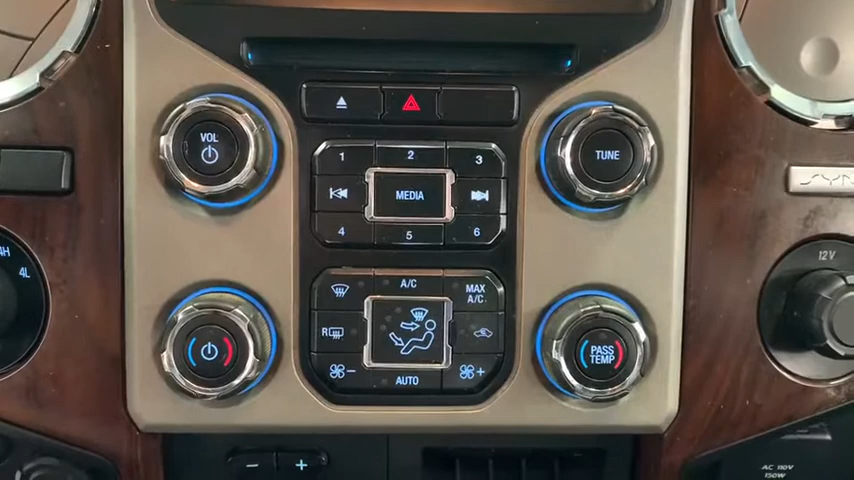 VOL
TUNE
1 2 3
MEDIA
4 5 6
A/C
MAX
A/C
R
AUTO
− +
PASS
TEMP
4H
4L
SYNC
12V
− +
AC 110V
150W